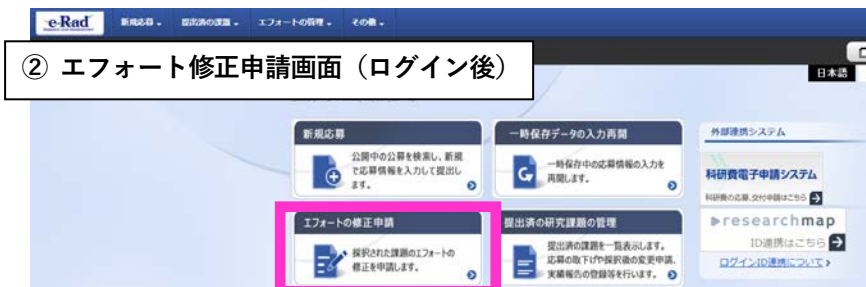 e-Rad 新規応募 提出済の課題 エフォートの管理 その他
② エフォート修正申請画面（ログイン後）
日本語
新規応募
公開中の公募を検索し、新規
で応募情報を入力して提出し
ます。
一時保存データの入力再開
一時保存中の応募情報の入力を
再開します。
外部連携システム
科研費電子申請システム
科研費の応募、交付申請はこちら
エフォートの修正申請
採択された課題のエフォートの
修正を申請します。
提出済の研究課題の管理
提出済の課題を一覧表示します。
応募の取下げや採択後の変更申請、
実績報告の登録等を行います。
researchmap
ID連携はこちら
ログインID連携について